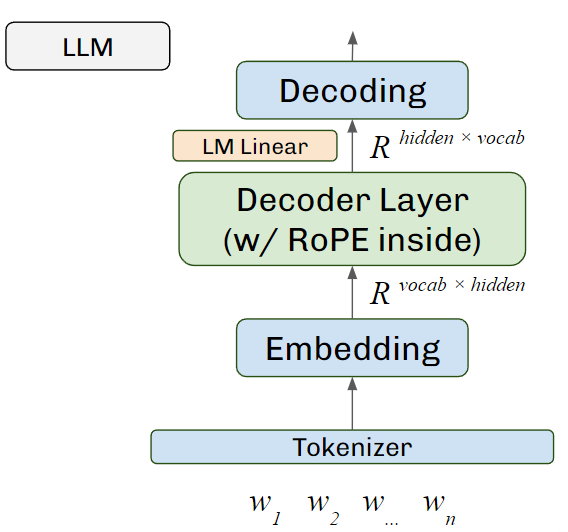 LLM
Decoding
LM Linear
R hidden × vocab
Decoder Layer
(w/ RoPE inside)
R vocab × hidden
Embedding
Tokenizer
w1 w2 w... wn